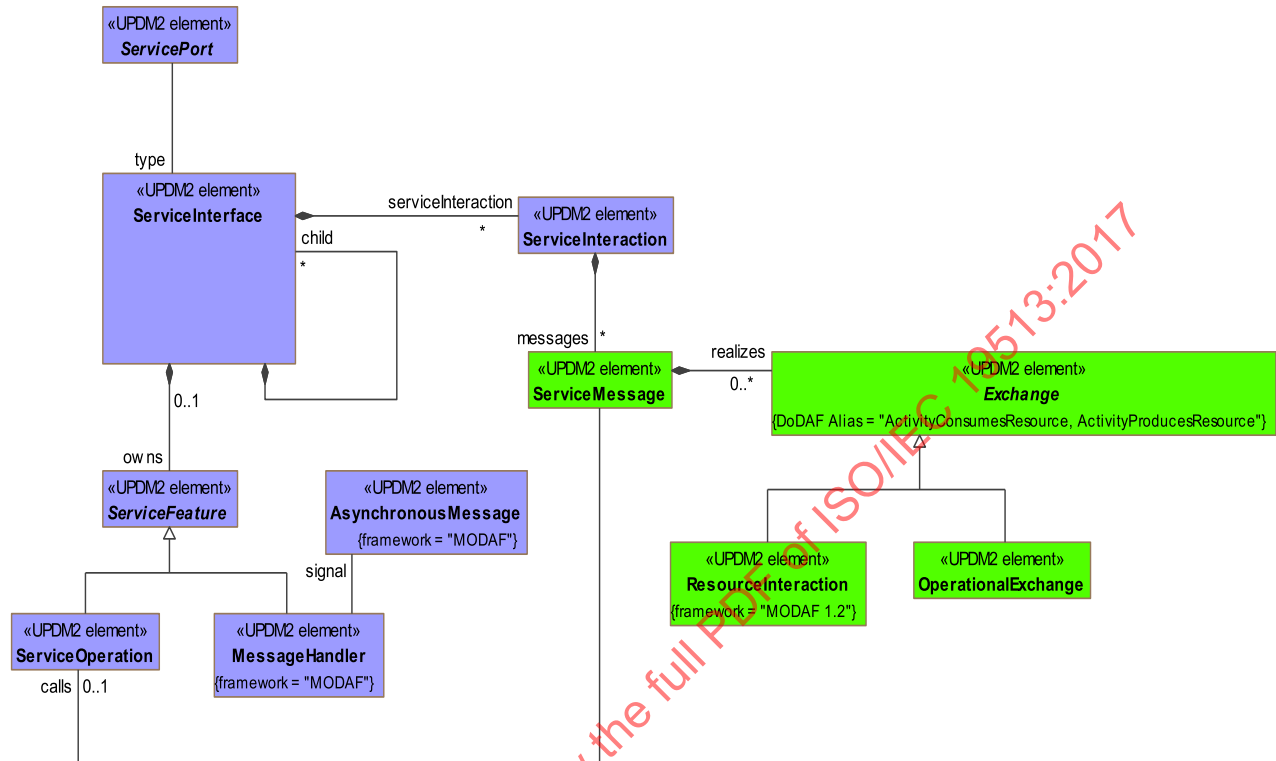 «UPDM2 element»
ServicePort
type
«UPDM2 element»
ServiceInterface
serviceInteraction
*
«UPDM2 element»
ServiceInteraction
child
*
messages
*
«UPDM2 element»
ServiceMessage
realizes
0..*
«UPDM2 element»
Exchange
{DoDAF Alias = "ActivityConsumesResource, ActivityProducesResource"}
0..1
owns
«UPDM2 element»
ServiceFeature
«UPDM2 element»
AsynchronousMessage
{framework = "MODAF"}
signal
«UPDM2 element»
ResourceInteraction
{framework = "MODAF 1.2"}
«UPDM2 element»
OperationalExchange
«UPDM2 element»
ServiceOperation
«UPDM2 element»
MessageHandler
{framework = "MODAF"}
calls
0..1
the full PDF of ISO/IEC 19513:2017